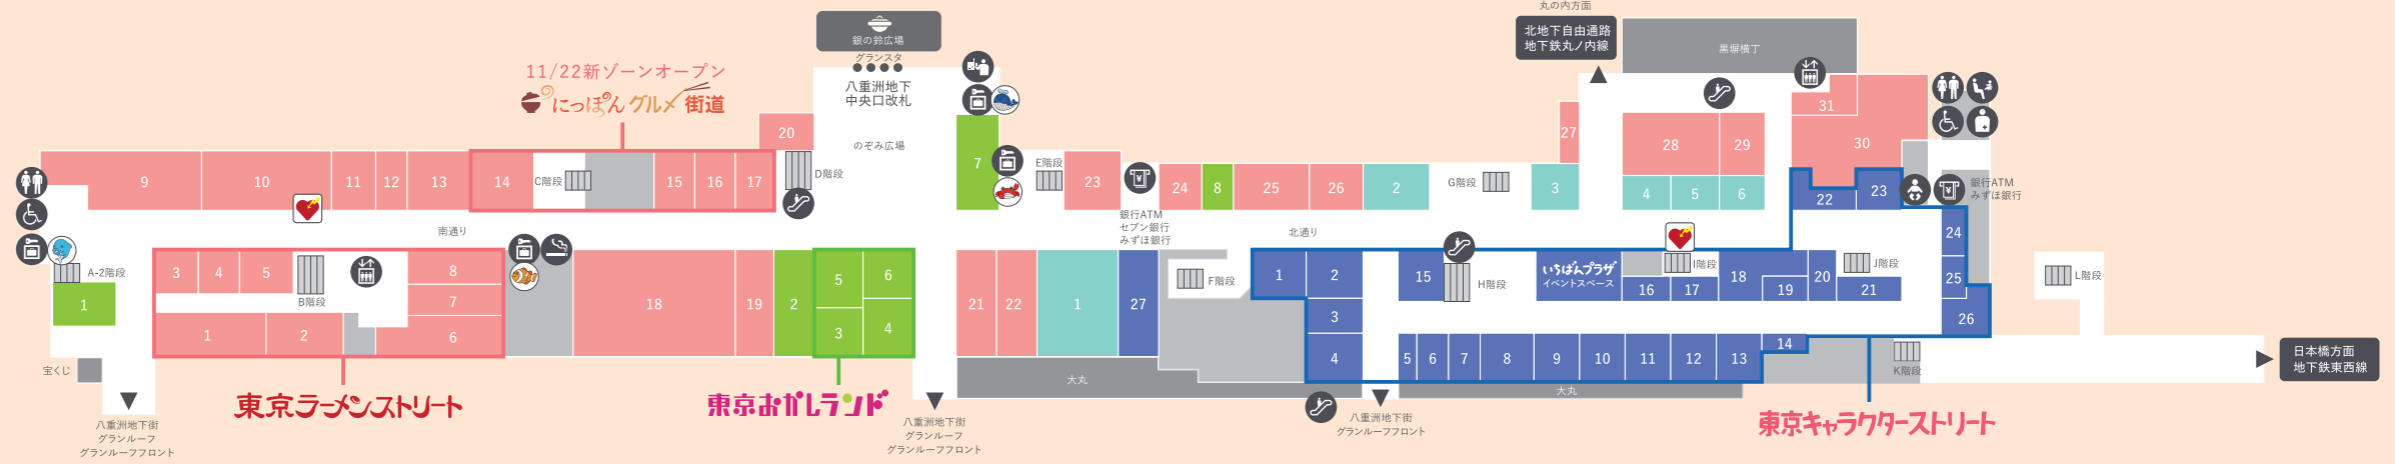 丸の内方面
北地下自由通路
地下鉄丸ノ内線
銀の鈴広場
グランスタ
八重洲地下
中央口改札
のぞみ広場
11/22新ゾーンオープン
にっぽんグルメ街道
黒塀横丁
31
30
28
29
27
20
7
9
10
11
12
13
14
C階段
15
16
17
D階段
E階段
23
24
8
25
26
2
G階段
3
4
5
6
22
23
銀行ATM
みずほ銀行
銀行ATM
セブン銀行
みずほ銀行
南通り
北通り
A-2階段
1
3
4
5
B階段
8
7
6
1
2
18
19
2
5
6
3
4
21
22
1
27
F階段
1
2
3
4
15
H階段
いちばんプラザ
イベントスペース
I階段
16
17
18
19
20
J階段
21
24
25
26
L階段
5
6
7
8
9
10
11
12
13
14
K階段
日本橋方面
地下鉄東西線
宝くじ
大丸
大丸
東京ラーメンストリート
東京おかしランド
東京キャラクターストリート
八重洲地下街
グランルーフ
グランルーフフロント
八重洲地下街
グランルーフ
グランルーフフロント
八重洲地下街
グランルーフフロント